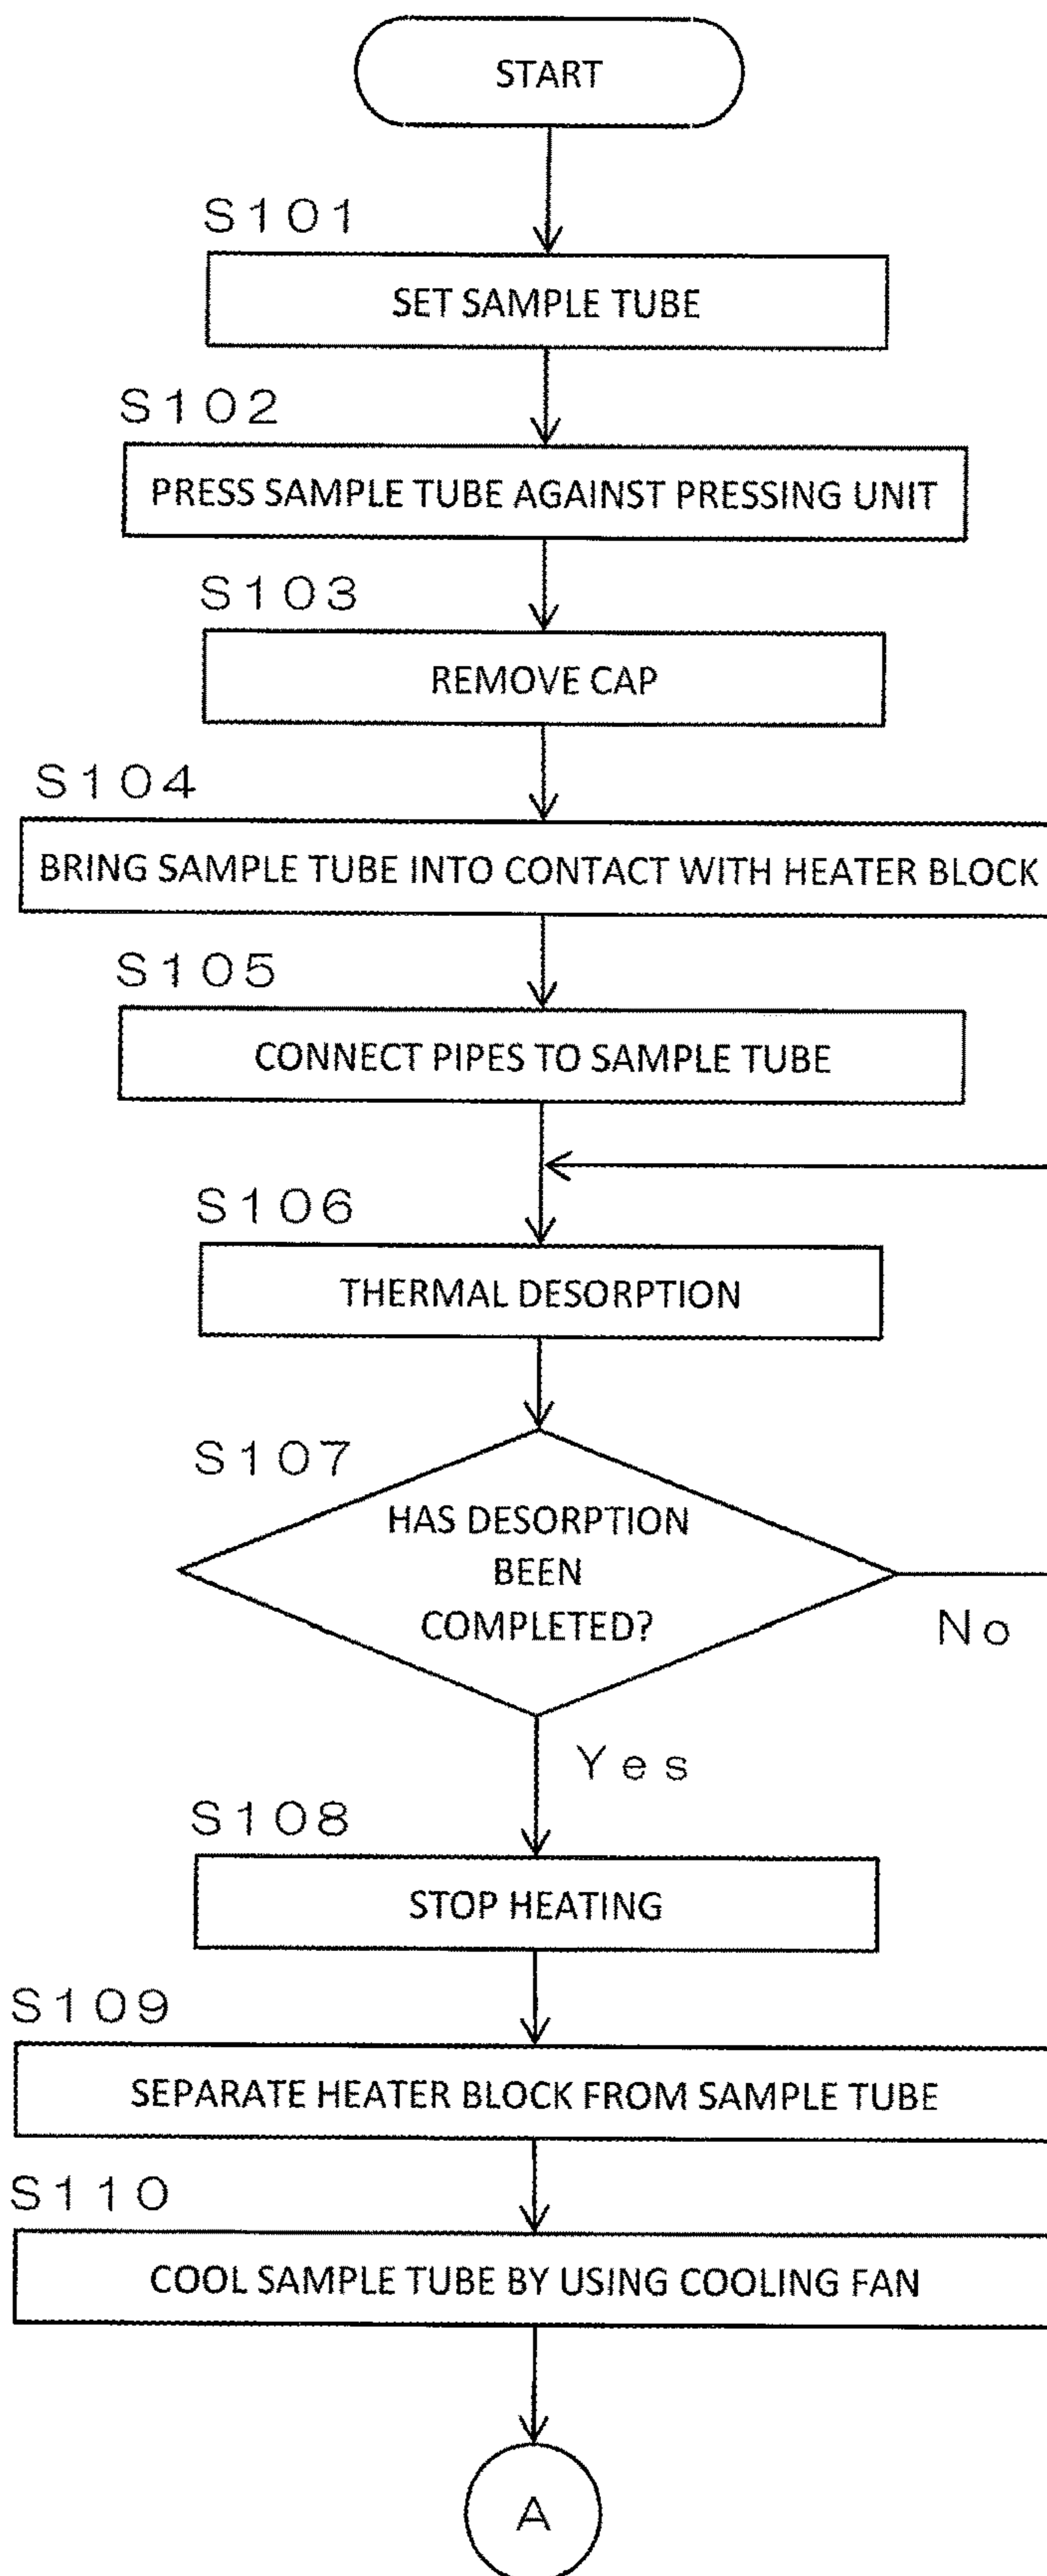 START
S101
SET SAMPLE TUBE
S102
PRESS SAMPLE TUBE AGAINST PRESSING UNIT
S103
REMOVE CAP
S104
BRING SAMPLE TUBE INTO CONTACT WITH HEATER BLOCK
S105
CONNECT PIPES TO SAMPLE TUBE
S106
THERMAL DESORPTION
S107
HAS DESORPTION
BEEN
COMPLETED?
No
Yes
S108
STOP HEATING
S109
SEPARATE HEATER BLOCK FROM SAMPLE TUBE
S110
COOL SAMPLE TUBE BY USING COOLING FAN
A